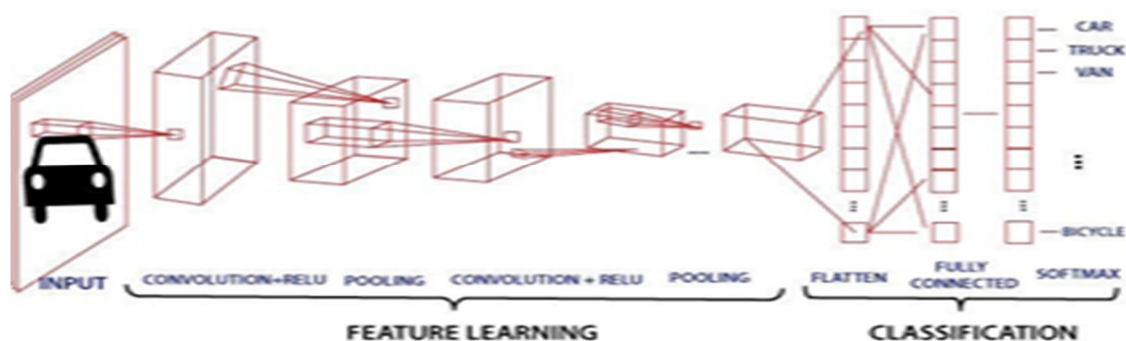 CAR
TRUCK
VAN
BICYCLE
INPUT
CONVOLUTION+RELU
POOLING
CONVOLUTION + RELU
POOLING
FLATTEN
FULLY
CONNECTED
SOFTMAX
FEATURE LEARNING
CLASSIFICATION